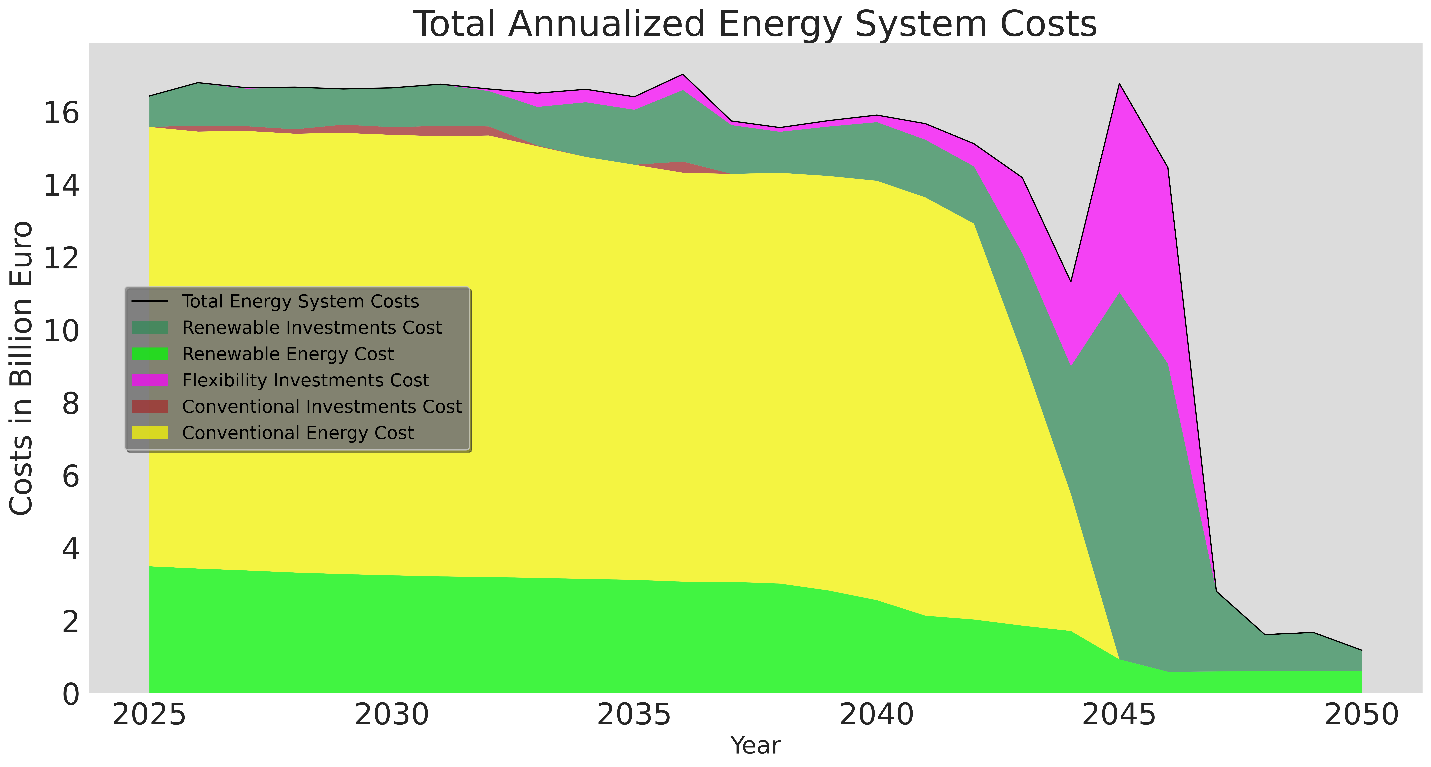 Total Annualized Energy System Costs
Costs in Billion Euro
16
14
12
10
8
6
4
2
0
Total Energy System Costs
Renewable Investments Cost
Renewable Energy Cost
Flexibility Investments Cost
Conventional Investments Cost
Conventional Energy Cost
2025 2030 2035 2040 2045 2050
Year